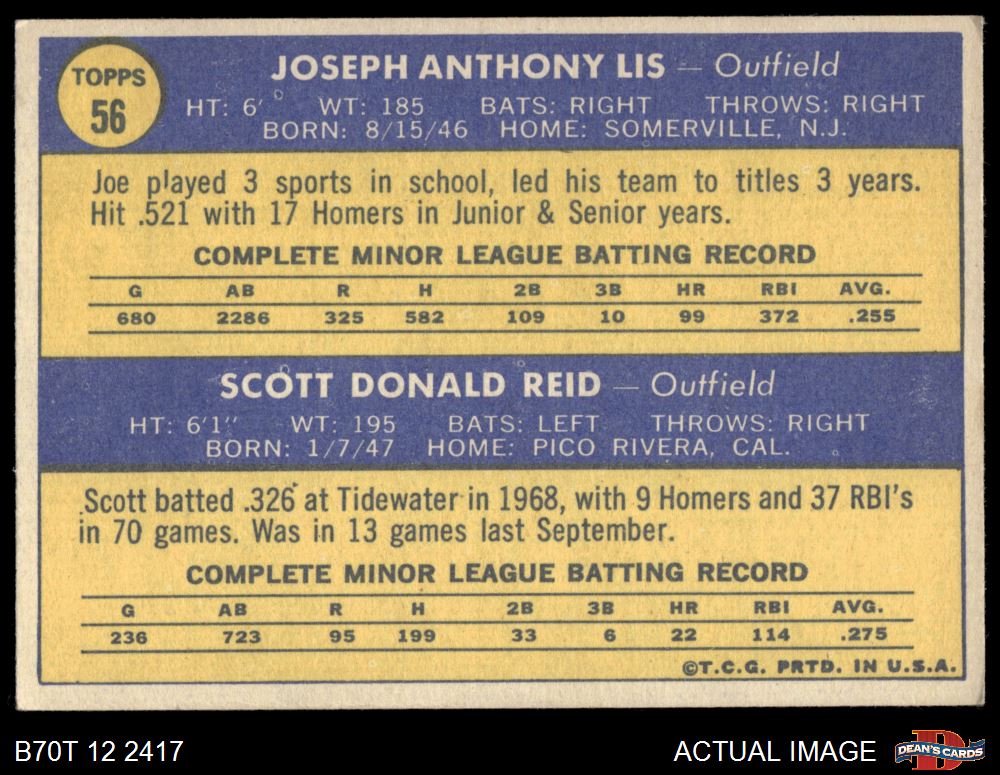 TOPPS
56
JOSEPH ANTHONY LIS — Outfield
HT: 6' WT: 185 BATS: RIGHT THROWS: RIGHT
BORN: 8/15/46 HOME: SOMERVILLE, N.J.
Joe played 3 sports in school, led his team to titles 3 years.
Hit .521 with 17 Homers in Junior & Senior years.
COMPLETE MINOR LEAGUE BATTING RECORD
G AB R H 2B 3B HR RBI AVG.
680 2286 325 582 109 10 99 372 .255
SCOTT DONALD REID — Outfield
HT: 6'1" WT: 195 BATS: LEFT THROWS: RIGHT
BORN: 1/7/47 HOME: PICO RIVERA, CAL.
Scott batted .326 at Tidewater in 1968, with 9 Homers and 37 RBI's
in 70 games. Was in 13 games last September.
COMPLETE MINOR LEAGUE BATTING RECORD
G AB R H 2B 3B HR RBI AVG.
236 723 95 199 33 6 22 114 .275
©T.C.G. PRTD. IN U.S.A.
B70T 12 2417 ACTUAL IMAGE DEAN'S CARDS